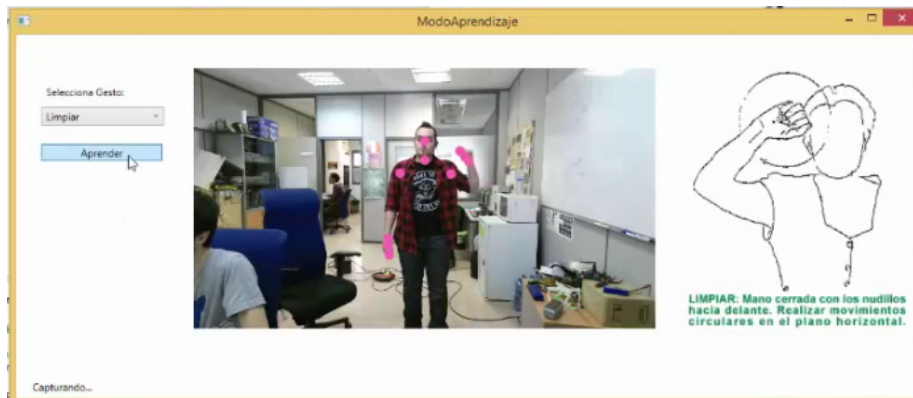 ModoAprendizaje
Selecciona Gesto:
Limpiar
Aprender
LIMPIAR: Mano cerrada con los nudillos
hacia delante. Realizar movimientos
circulares en el plano horizontal.
Capturando...